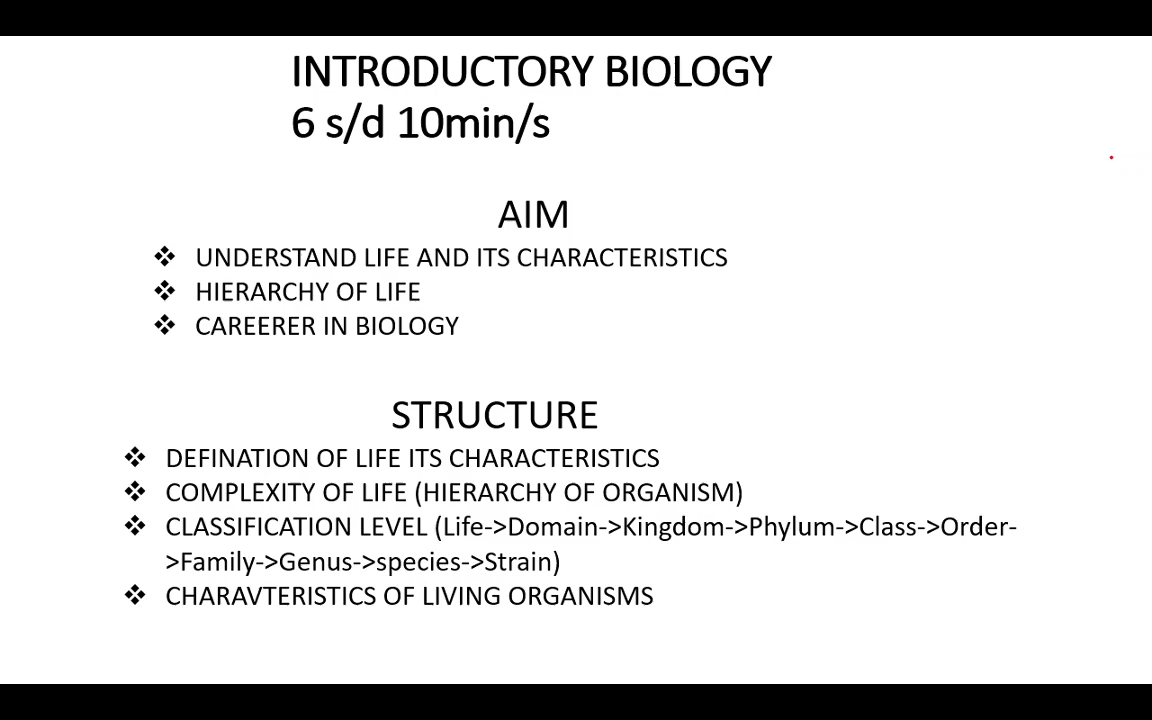 INTRODUCTORY BIOLOGY
6 s/d 10min/s
AIM
❖ UNDERSTAND LIFE AND ITS CHARACTERISTICS
❖ HIERARCHY OF LIFE
❖ CAREERER IN BIOLOGY
STRUCTURE
❖ DEFINATION OF LIFE ITS CHARACTERISTICS
❖ COMPLEXITY OF LIFE (HIERARCHY OF ORGANISM)
❖ CLASSIFICATION LEVEL (Life->Domain->Kingdom->Phylum->Class->Order-
>Family->Genus->species->Strain)
❖ CHARAVTERISTICS OF LIVING ORGANISMS